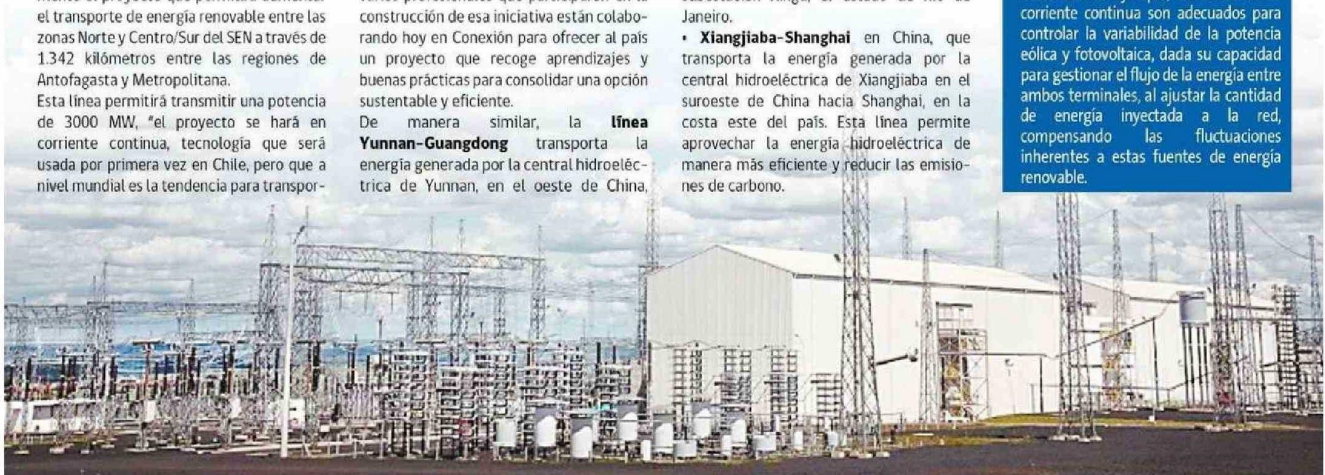 el transporte de energía renovable entre las
zonas Norte y Centro/Sur del SEN a través de
1.342 kilómetros entre las regiones de
Antofagasta y Metropolitana.
Esta línea permitirá transmitir una potencia
de 3000 MW, "el proyecto se hará en
corriente continua, tecnología que será
usada por primera vez en Chile, pero que a
nivel mundial es la tendencia para transpor-
construcción de esa iniciativa están colabo-
rando hoy en Conexión para ofrecer al país
un proyecto que recoge aprendizajes y
buenas prácticas para consolidar una opción
sustentable y eficiente.
De manera similar, la línea
Yunnan-Guangdong transporta la
energía generada por la central hidroeléc-
trica de Yunnan, en el oeste de China,
Janeiro.
• Xiangjiaba-Shanghai en China, que
transporta la energía generada por la
central hidroeléctrica de Xiangjiaba en el
suroeste de China hacia Shanghai, en la
costa este del país. Esta línea permite
aprovechar la energía hidroeléctrica de
manera más eficiente y reducir las emisio-
nes de carbono.
corriente continua son adecuados para
controlar la variabilidad de la potencia
eólica y fotovoltaica, dada su capacidad
para gestionar el flujo de la energía entre
ambos terminales, al ajustar la cantidad
de energía inyectada a la red,
compensando las fluctuaciones
inherentes a estas fuentes de energía
renovable.